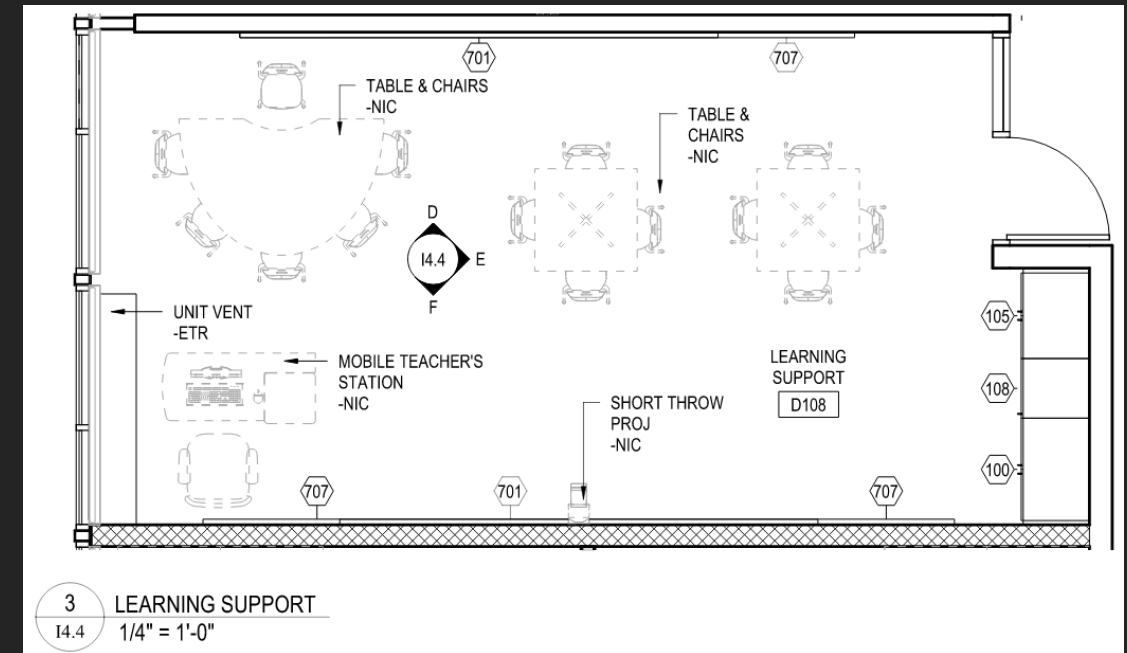 701
707
TABLE & CHAIRS
-NIC
TABLE &
CHAIRS
-NIC
D
I4.4
E
F
UNIT VENT
-ETR
105
MOBILE TEACHER'S
STATION
-NIC
LEARNING
SUPPORT
D108
108
SHORT THROW
PROJ
-NIC
100
707
701
707
3
I4.4
LEARNING SUPPORT
1/4" = 1'-0"